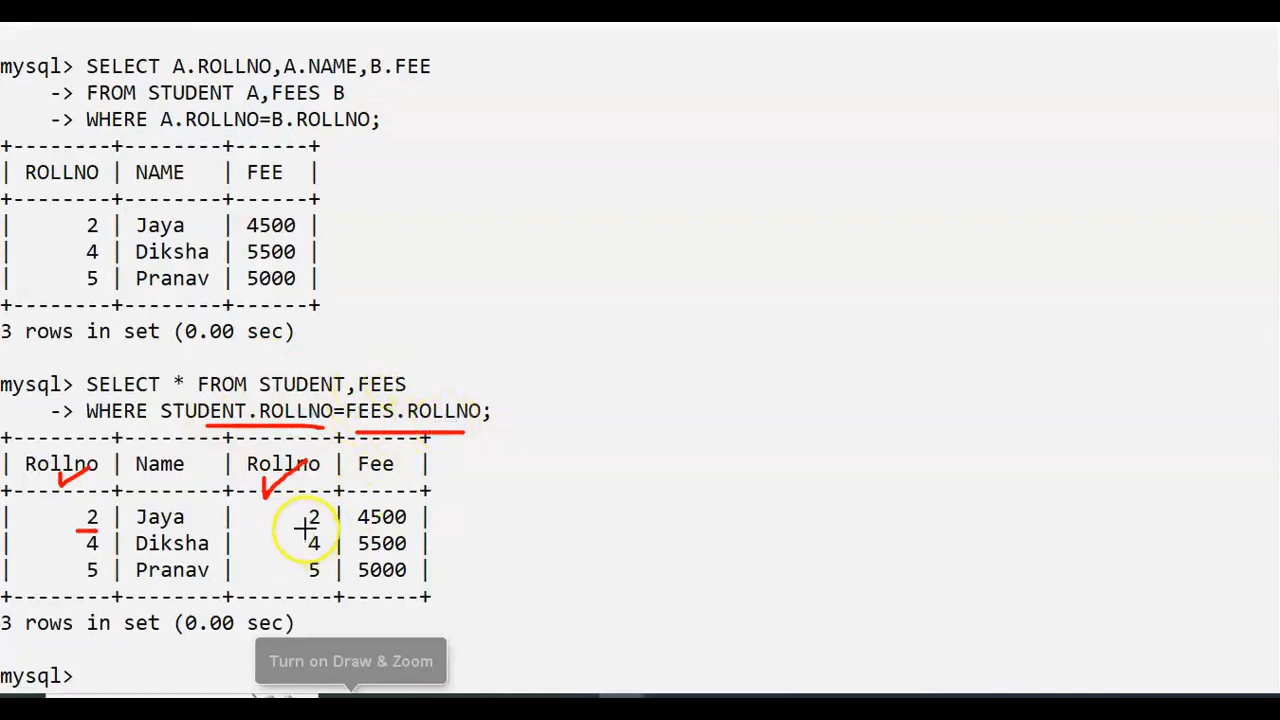 mysql> SELECT A.ROLLNO,A.NAME,B.FEE
    -> FROM STUDENT A,FEES B
    -> WHERE A.ROLLNO=B.ROLLNO;
+--------+--------+------+
| ROLLNO | NAME   | FEE  |
+--------+--------+------+
|      2 | Jaya   | 4500 |
|      4 | Diksha | 5500 |
|      5 | Pranav | 5000 |
+--------+--------+------+
3 rows in set (0.00 sec)
mysql> SELECT * FROM STUDENT,FEES
    -> WHERE STUDENT.ROLLNO=FEES.ROLLNO;
+--------+--------+--------+------+
| Rollno | Name   | Rollno | Fee  |
+--------+--------+--------+------+
|      2 | Jaya   |      2 | 4500 |
|      4 | Diksha |      4 | 5500 |
|      5 | Pranav |      5 | 5000 |
+--------+--------+--------+------+
3 rows in set (0.00 sec)
Turn on Draw & Zoom
mysql>